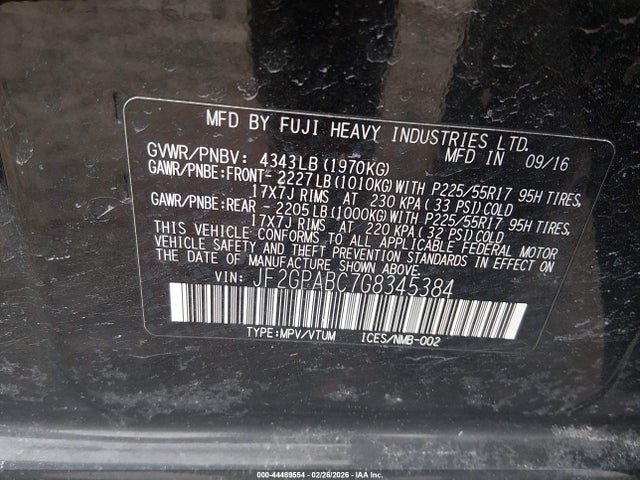 MFD BY FUJI HEAVY INDUSTRIES LTD.
MFD IN 09/16
GVWR/PNBV: 4343LB(1970KG)
GAWR/PNBE:FRONT- 2227LB(1010KG)WITH P225/55R17 95H TIRES,
17X7J RIMS AT 230 KPA(33 PSI)COLD
GAWR/PNBE:REAR - 2205LB(1000KG)WITH P225/55R17 95H TIRES,
17X7J RIMS AT 220 KPA(32 PSI)COLD
THIS VEHICLE CONFORMS TO ALL APPLICABLE FEDERAL MOTOR
VEHICLE SAFETY AND THEFT PREVENTION STANDARDS IN EFFECT ON
THE DATE OF MANUFACTURE SHOWN ABOVE.
VIN: JF2GPABC7G8345384
TYPE:MPV/VTUM ICES/NMB-002
000-44489554 - 02/26/2026 - IAA Inc.